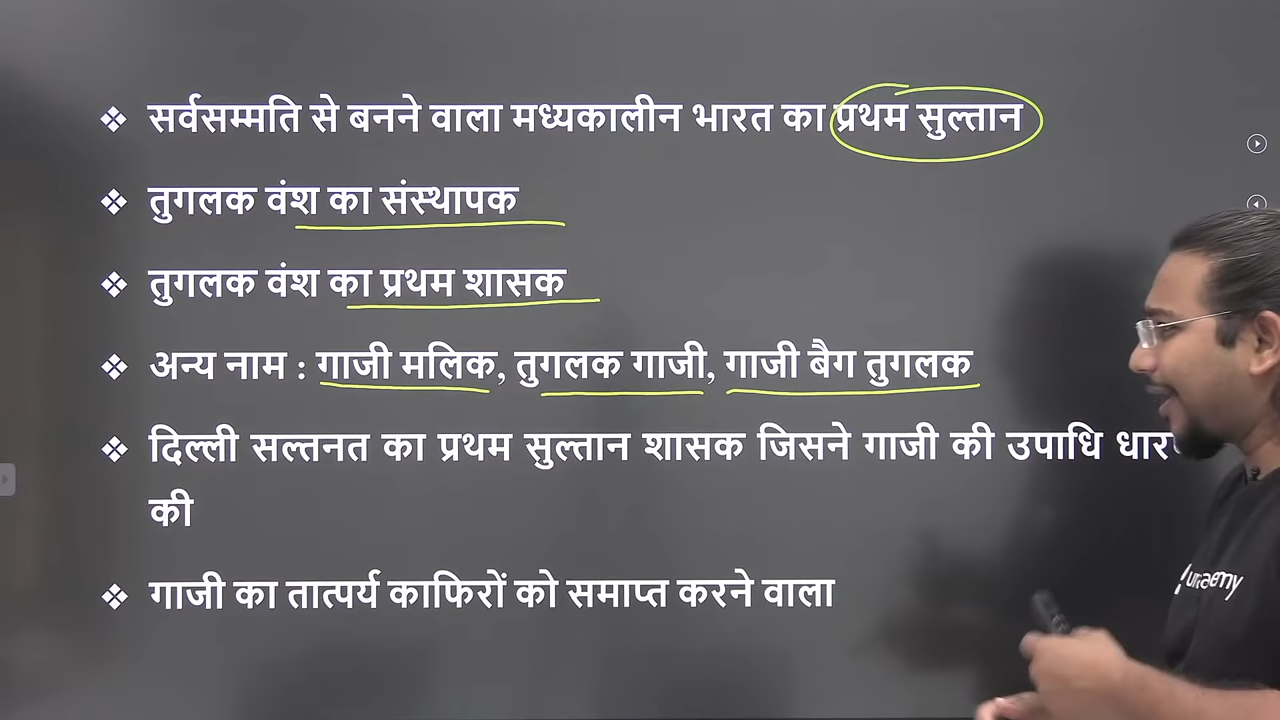 ❖ सर्वसम्मति से बनने वाला मध्यकालीन भारत का प्रथम सुल्तान
❖ तुगलक वंश का संस्थापक
❖ तुगलक वंश का प्रथम शासक
❖ अन्य नाम : गाजी मलिक, तुगलक गाजी, गाजी बैग तुगलक
❖ दिल्ली सल्तनत का प्रथम सुल्तान शासक जिसने गाजी की उपाधि
की
❖ गाजी का तात्पर्य काफिरों को समाप्त करने वाला